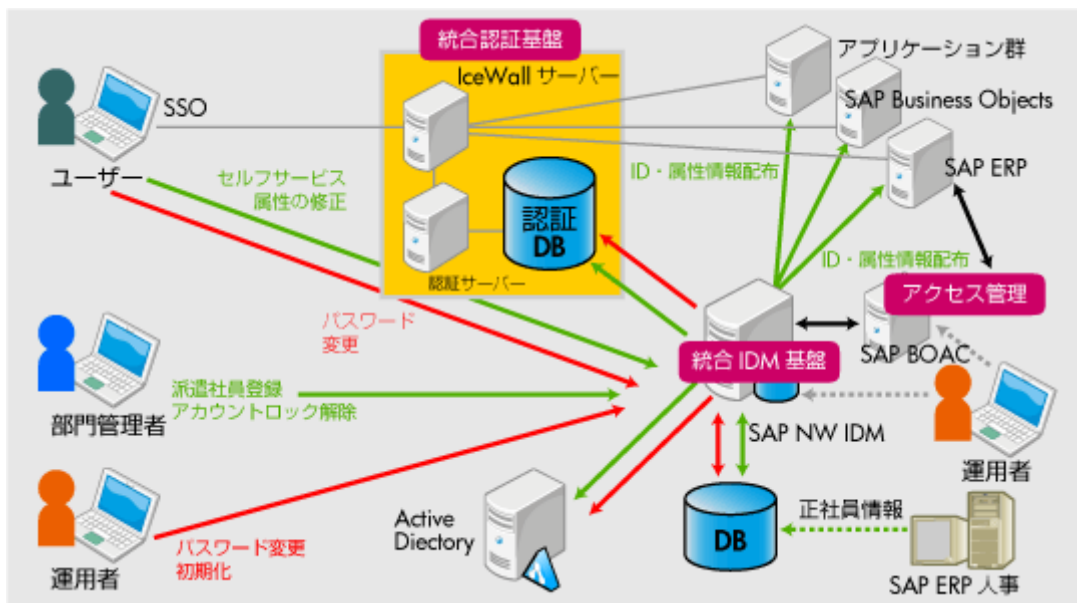 統合認証基盤
IceWall サーバー
アプリケーション群
SAP Business Objects
SSO
SAP ERP
ユーザー
セルフサービス
属性の修正
ID・属性情報配布
認証
DB
認証サーバー
ID・属性情報配布
アクセス管理
パスワード
変更
統合 IDM 基盤
SAP BOAC
派遣社員登録
アカウントロック解除
部門管理者
SAP NW IDM
運用者
Active
Diectory
DB
正社員情報
パスワード変更
初期化
運用者
SAP ERP 人事